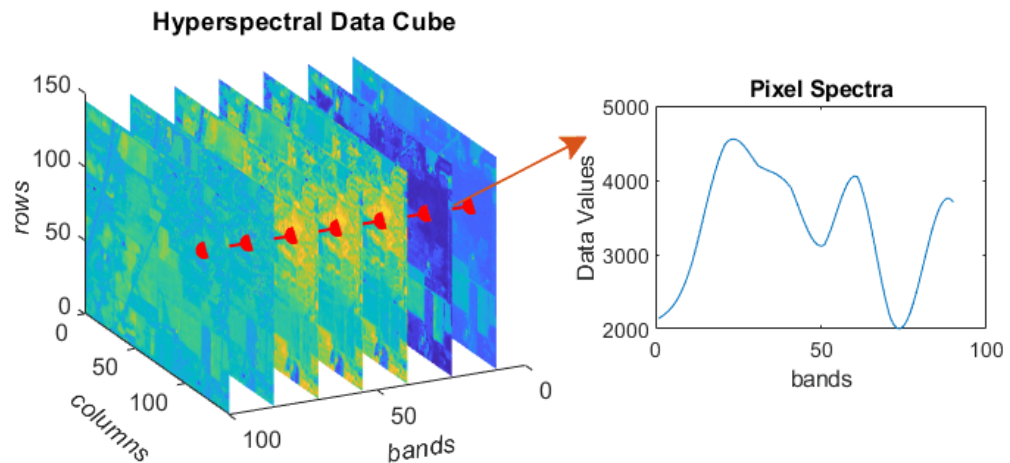 Hyperspectral Data Cube
150
100
50
0
rows
0
50
100
columns
100
50
0
bands
Pixel Spectra
5000
4000
3000
2000
Data Values
0
50
100
bands